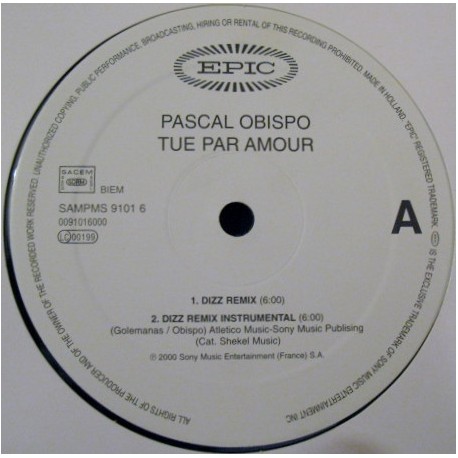 UNAUTHORIZED COPYING, PUBLIC PERFORMANCE, BROADCASTING, HIRING OR RENTAL OF THIS RECORDING PROHIBITED. MADE IN HOLLAND. "EPIC" REGISTERED TRADEMARK. IS THE EXCLUSIVE TRADEMARK OF SONY MUSIC ENTERTAINMENT INC.
ALL RIGHTS OF THE PRODUCER AND OF THE OWNER OF THE RECORDED WORK RESERVED.
EPIC
PASCAL OBISPO
TUE PAR AMOUR
SACEM
BIEM
SAMPMS 9101 6
0091016000
LC 00199
A
1. DIZZ REMIX (6:00)
2. DIZZ REMIX INSTRUMENTAL (6:00)
(Golemanas / Obispo) Atletico Music-Sony Music Publising
(Cat. Shekel Music)
℗ 2000 Sony Music Entertainment (France) S.A.